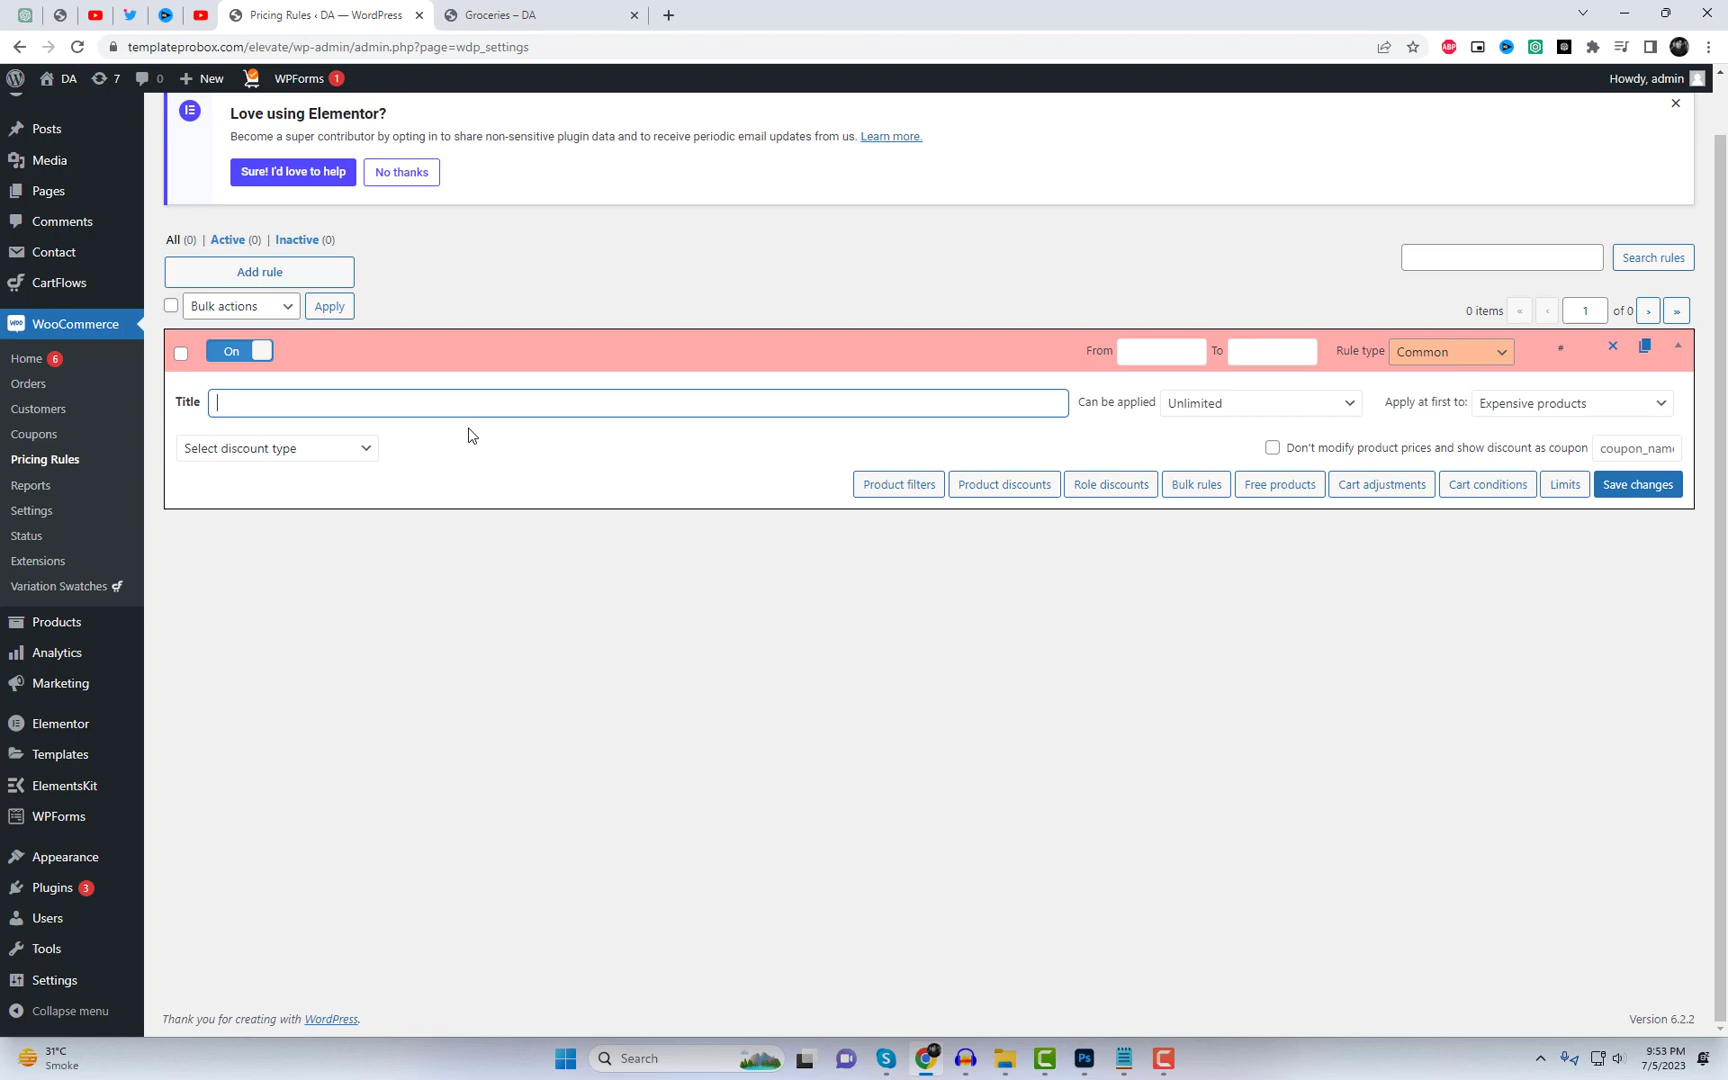 Pricing Rules ‹ DA — WordPress
Groceries – DA
templateprobox.com/elevate/wp-admin/admin.php?page=wdp_settings
ABP
DA
7
0
New
WPForms 1
Howdy, admin
Posts
Media
Pages
Comments
Contact
CartFlows
WooCommerce
Home 6
Orders
Customers
Coupons
Pricing Rules
Reports
Settings
Status
Extensions
Variation Swatches
Products
Analytics
Marketing
Elementor
Templates
ElementsKit
WPForms
Appearance
Plugins 3
Users
Tools
Settings
Collapse menu
Love using Elementor?
Become a super contributor by opting in to share non-sensitive plugin data and to receive periodic email updates from us. Learn more.
Sure! I'd love to help
No thanks
All (0) | Active (0) | Inactive (0)
Add rule
Search rules
Bulk actions
Apply
0 items « ‹ 1 of 0 › »
On
From
To
Rule type Common
#
Title
Can be applied Unlimited
Apply at first to: Expensive products
Select discount type
Don't modify product prices and show discount as coupon
coupon_name
Product filters
Product discounts
Role discounts
Bulk rules
Free products
Cart adjustments
Cart conditions
Limits
Save changes
Thank you for creating with WordPress.
Version 6.2.2
31°C
Smoke
Search
Ps
9:53 PM
7/5/2023